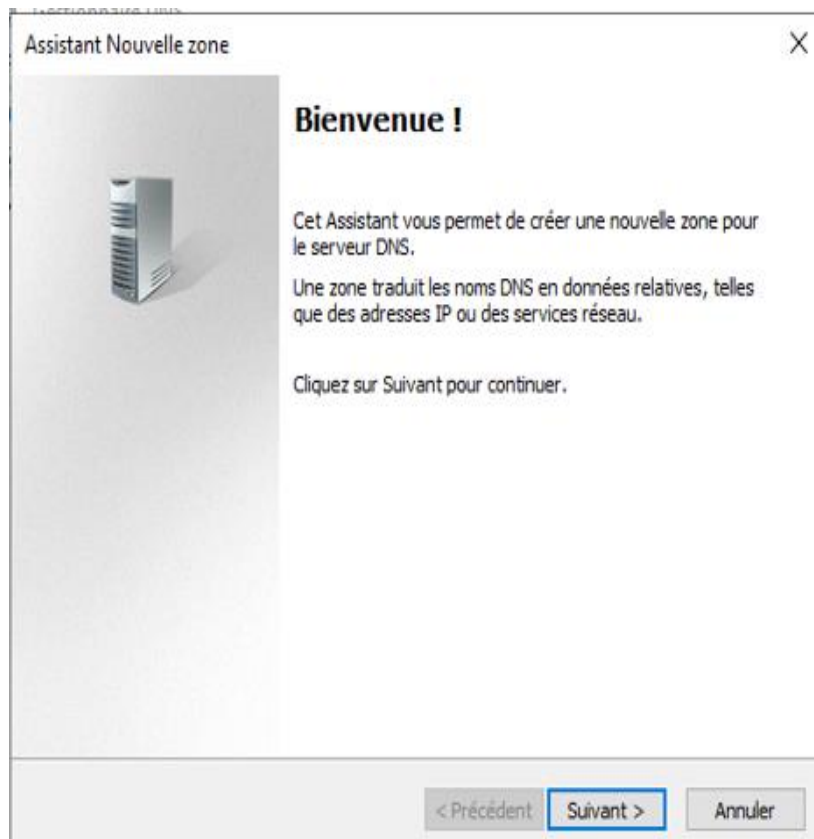 Assistant Nouvelle zone
Bienvenue !
Cet Assistant vous permet de créer une nouvelle zone pour
le serveur DNS.
Une zone traduit les noms DNS en données relatives, telles
que des adresses IP ou des services réseau.
Cliquez sur Suivant pour continuer.
< Précédent Suivant > Annuler